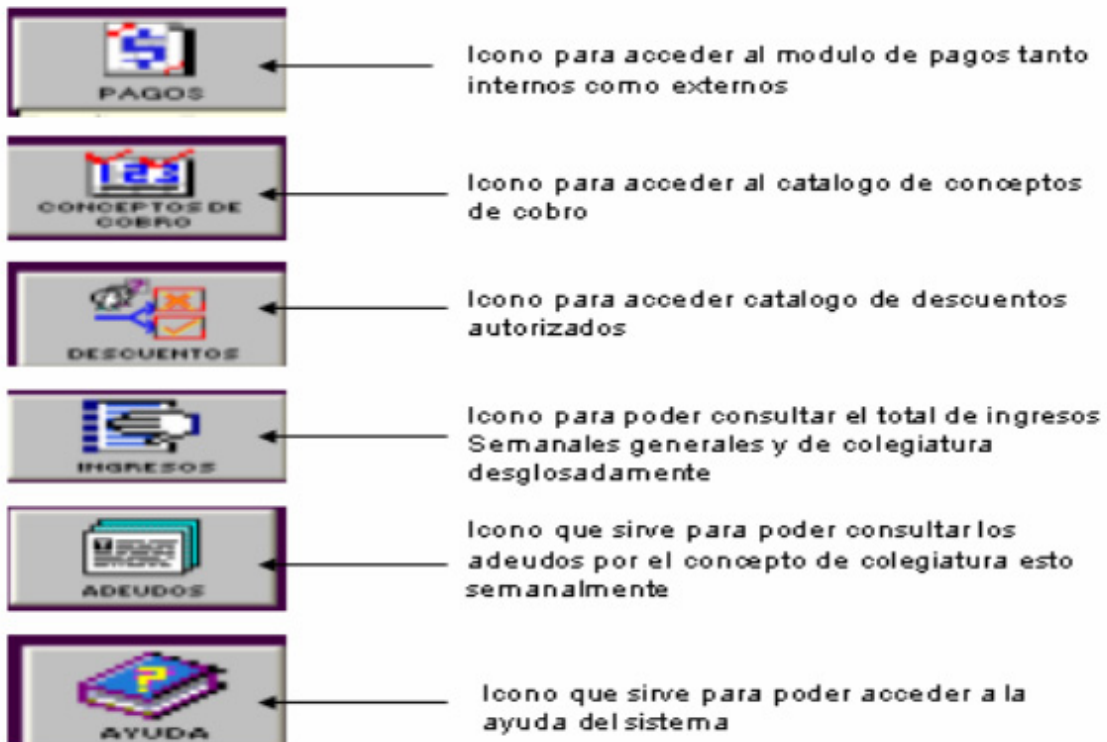 PAGOS
Icono para acceder al modulo de pagos tanto
internos como externos
123
CONCEPTOS DE
COBRO
Icono para acceder al catalogo de conceptos
de cobro
DESCUENTOS
Icono para acceder catalogo de descuentos
autorizados
INGRESOS
Icono para poder consultar el total de ingresos
Semanales generales y de colegiatura
desglosadamente
ADEUDOS
Icono que sirve para poder consultar los
adeudos por el concepto de colegiatura esto
semanalmente
AYUDA
Icono que sirve para poder acceder a la
ayuda del sistema